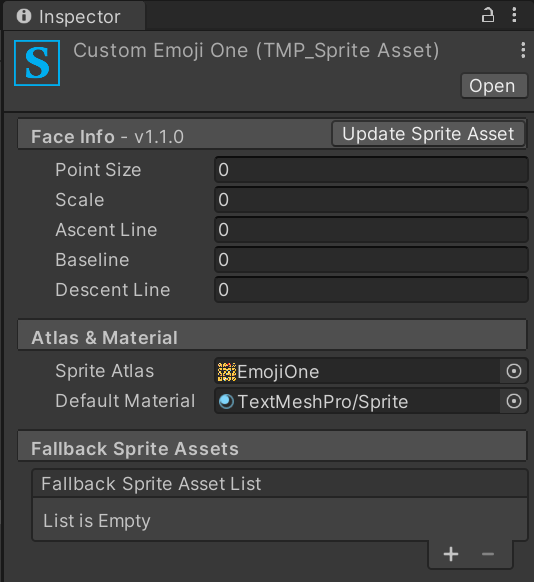 Inspector
Custom Emoji One (TMP_Sprite Asset)
S
Open
Face Info - v1.1.0
Update Sprite Asset
Point Size 0
Scale 0
Ascent Line 0
Baseline 0
Descent Line 0
Atlas & Material
Sprite Atlas EmojiOne
Default Material TextMeshPro/Sprite
Fallback Sprite Assets
Fallback Sprite Asset List
List is Empty